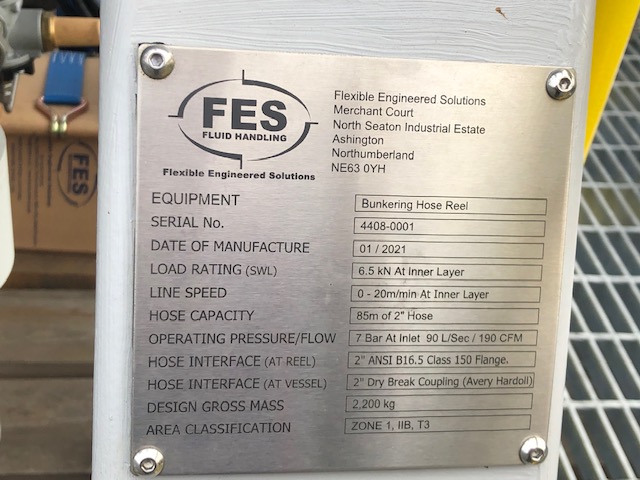 FES
FLUID HANDLING
Flexible Engineered Solutions
Flexible Engineered Solutions
Merchant Court
North Seaton Industrial Estate
Ashington
Northumberland
NE63 0YH
EQUIPMENT Bunkering Hose Reel
SERIAL No. 4408-0001
DATE OF MANUFACTURE 01 / 2021
LOAD RATING (SWL) 6.5 kN At Inner Layer
LINE SPEED 0 - 20m/min At Inner Layer
HOSE CAPACITY 85m of 2" Hose
OPERATING PRESSURE/FLOW 7 Bar At Inlet 90 L/Sec / 190 CFM
HOSE INTERFACE (AT REEL) 2" ANSI B16.5 Class 150 Flange.
HOSE INTERFACE (AT VESSEL) 2" Dry Break Coupling (Avery Hardoll)
DESIGN GROSS MASS 2,200 kg
AREA CLASSIFICATION ZONE 1, IIB, T3
FES